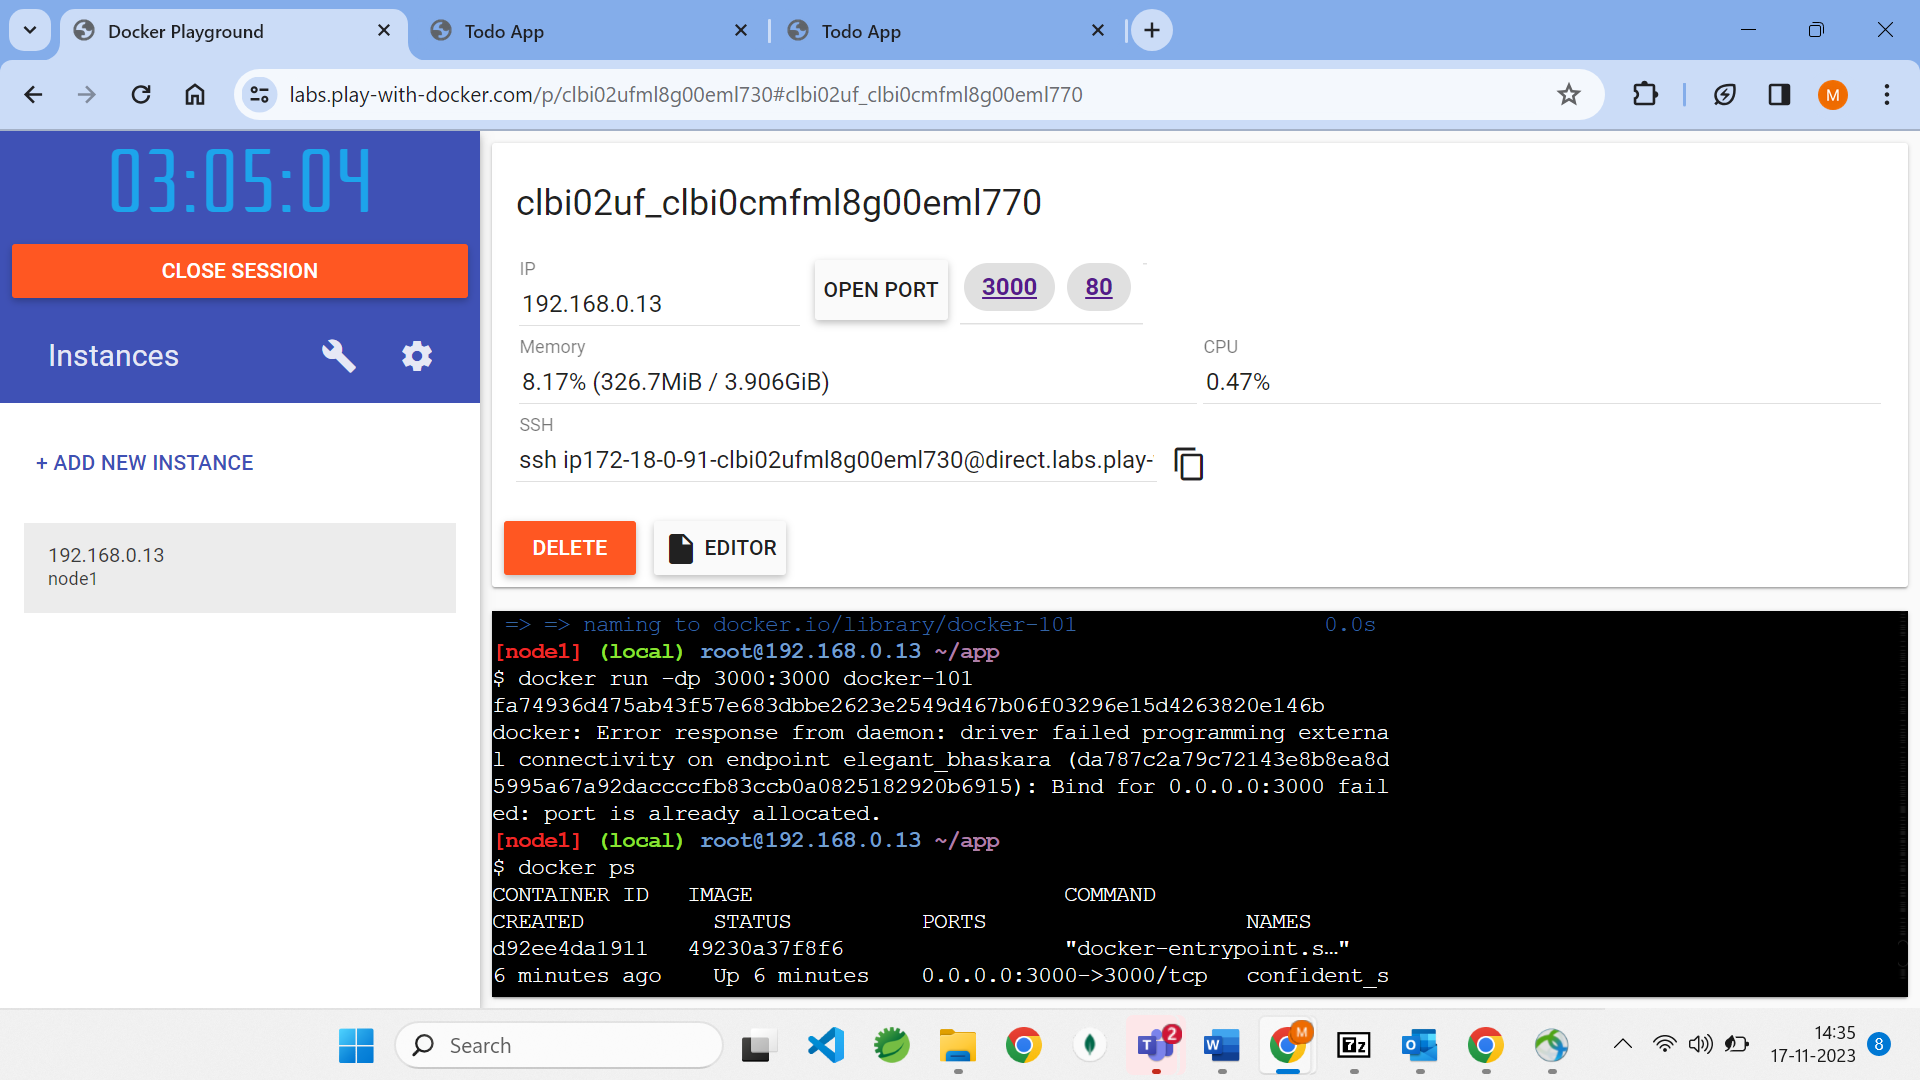 Docker Playground
Todo App
Todo App
labs.play-with-docker.com/p/clbi02ufml8g00eml730#clbi02uf_clbi0cmfml8g00eml770
M
03:05:04
CLOSE SESSION
Instances
+ ADD NEW INSTANCE
192.168.0.13
node1
clbi02uf_clbi0cmfml8g00eml770
IP
192.168.0.13
OPEN PORT
3000
80
Memory
8.17% (326.7MiB / 3.906GiB)
CPU
0.47%
SSH
ssh ip172-18-0-91-clbi02ufml8g00eml730@direct.labs.play-
DELETE
EDITOR
=> => naming to docker.io/library/docker-101 0.0s
[node1] (local) root@192.168.0.13 ~/app
$ docker run -dp 3000:3000 docker-101
fa74936d475ab43f57e683dbbe2623e2549d467b06f03296e15d4263820e146b
docker: Error response from daemon: driver failed programming externa
l connectivity on endpoint elegant_bhaskara (da787c2a79c72143e8b8ea8d
5995a67a92daccccfb83ccb0a0825182920b6915): Bind for 0.0.0.0:3000 fail
ed: port is already allocated.
[node1] (local) root@192.168.0.13 ~/app
$ docker ps
CONTAINER ID IMAGE COMMAND
CREATED STATUS PORTS NAMES
d92ee4da1911 49230a37f8f6 "docker-entrypoint.s…"
6 minutes ago Up 6 minutes 0.0.0.0:3000->3000/tcp confident_s
Search
T
2
W
M
7z
O
14:35
17-11-2023
8